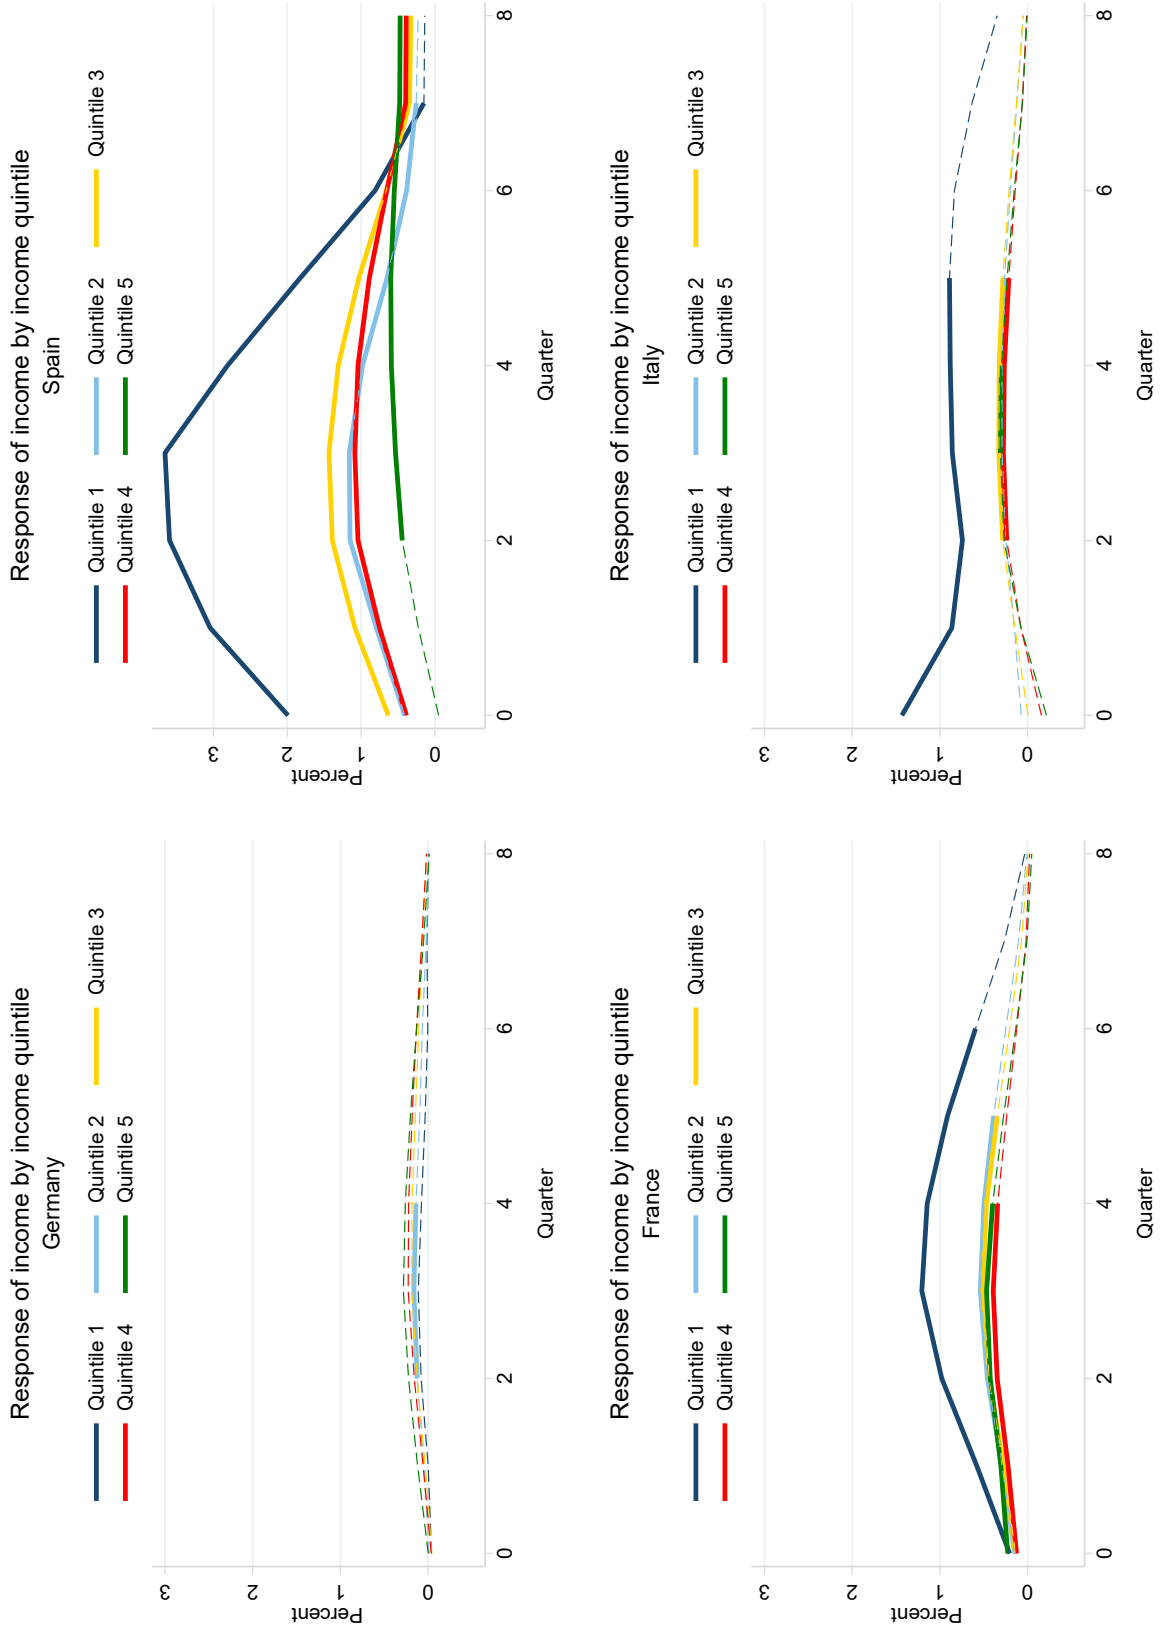 Response of income by income quintile
Germany
Quintile 1 Quintile 2 Quintile 3
Quintile 4 Quintile 5
Percent
3
2
1
0
0 2 4 6 8
Quarter
Response of income by income quintile
Spain
Quintile 1 Quintile 2 Quintile 3
Quintile 4 Quintile 5
Percent
3
2
1
0
0 2 4 6 8
Quarter
Response of income by income quintile
France
Quintile 1 Quintile 2 Quintile 3
Quintile 4 Quintile 5
Percent
3
2
1
0
0 2 4 6 8
Quarter
Response of income by income quintile
Italy
Quintile 1 Quintile 2 Quintile 3
Quintile 4 Quintile 5
Percent
3
2
1
0
0 2 4 6 8
Quarter